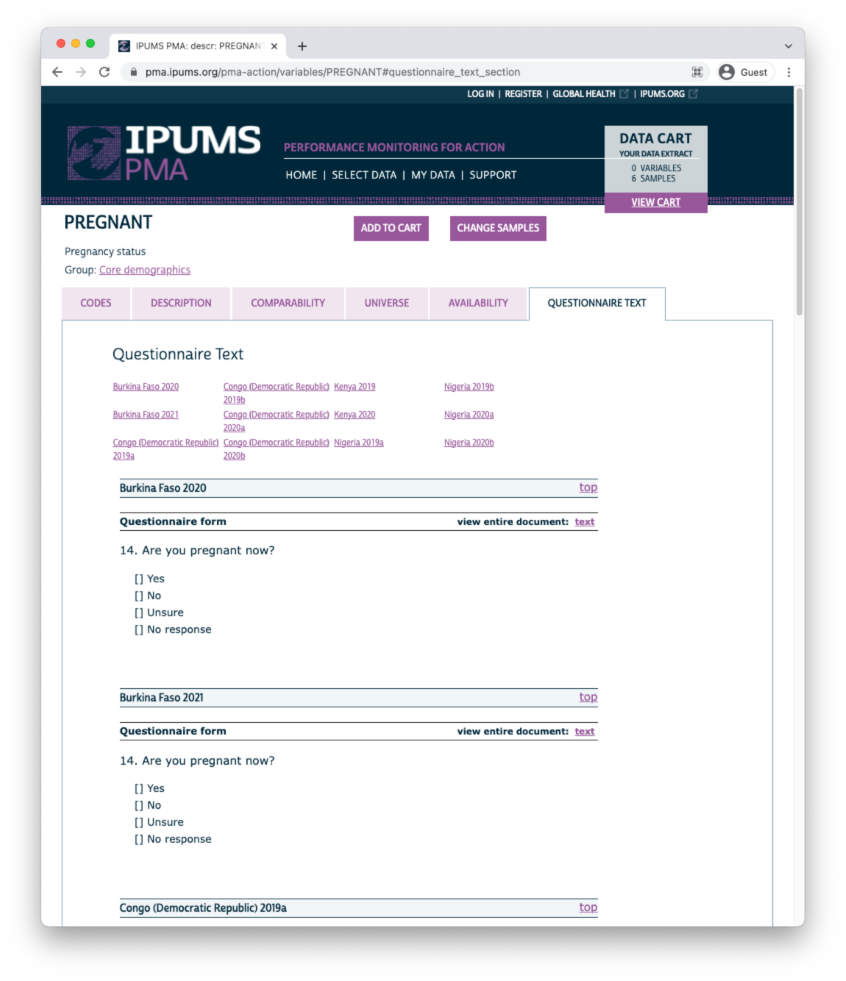 IPUMS PMA: descr: PREGNAN
pma.ipums.org/pma-action/variables/PREGNANT#questionnaire_text_section
Guest
LOG IN | REGISTER | GLOBAL HEALTH | IPUMS.ORG
IPUMS
PMA
PERFORMANCE MONITORING FOR ACTION
HOME | SELECT DATA | MY DATA | SUPPORT
DATA CART
YOUR DATA EXTRACT
0 VARIABLES
6 SAMPLES
VIEW CART
PREGNANT
ADD TO CART
CHANGE SAMPLES
Pregnancy status
Group: Core demographics
CODES DESCRIPTION COMPARABILITY UNIVERSE AVAILABILITY QUESTIONNAIRE TEXT
Questionnaire Text
Burkina Faso 2020
Congo (Democratic Republic) 2019b
Kenya 2019
Nigeria 2019b
Burkina Faso 2021
Congo (Democratic Republic) 2020a
Kenya 2020
Nigeria 2020a
Congo (Democratic Republic) 2019a
Congo (Democratic Republic) 2020b
Nigeria 2019a
Nigeria 2020b
Burkina Faso 2020 top
Questionnaire form view entire document: text
14. Are you pregnant now?
[] Yes
[] No
[] Unsure
[] No response
Burkina Faso 2021 top
Questionnaire form view entire document: text
14. Are you pregnant now?
[] Yes
[] No
[] Unsure
[] No response
Congo (Democratic Republic) 2019a top